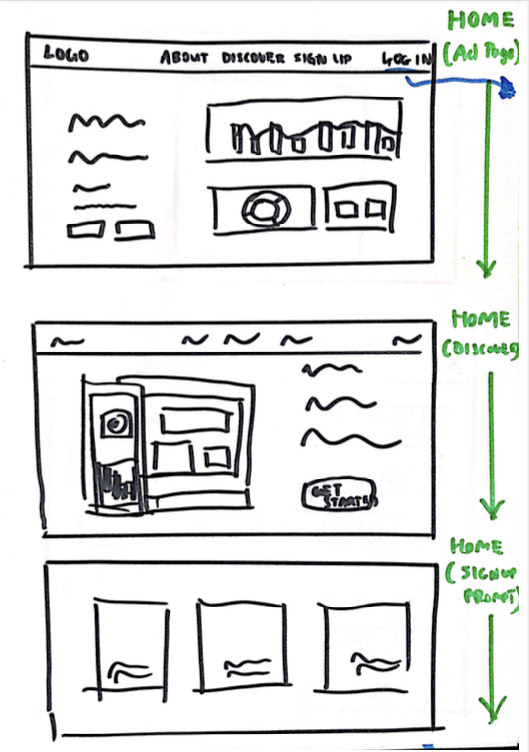 HOME
(Ad Page)
LOGO ABOUT DISCOVER SIGN UP LOG IN
HOME
(DISCOVER)
GET
STARTED
HOME
(SIGNUP
PROMPT)